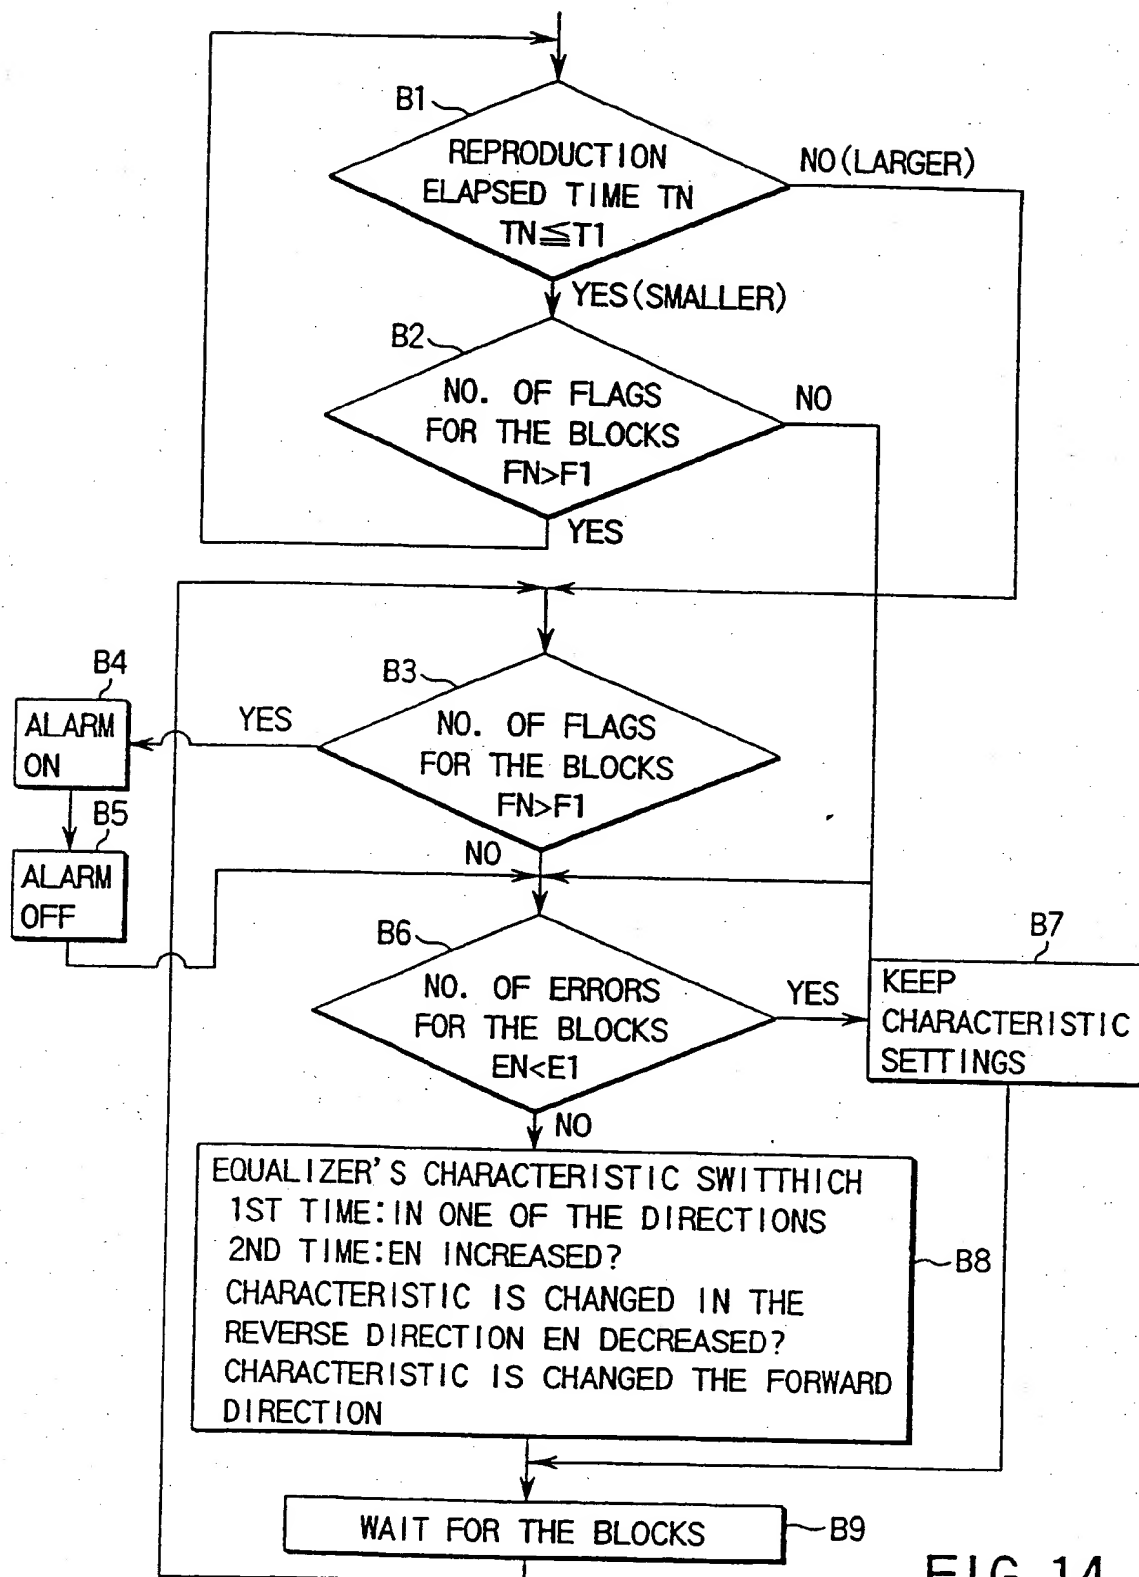 B1
REPRODUCTION
ELAPSED TIME TN
TN≦T1
NO(LARGER)
YES(SMALLER)
B2
NO. OF FLAGS
FOR THE BLOCKS
FN>F1
NO
YES
B3
NO. OF FLAGS
FOR THE BLOCKS
FN>F1
YES
B4
ALARM
ON
B5
ALARM
OFF
NO
B6
NO. OF ERRORS
FOR THE BLOCKS
EN<E1
YES
B7
KEEP
CHARACTERISTIC
SETTINGS
NO
EQUALIZER'S CHARACTERISTIC SWITTHICH
1ST TIME:IN ONE OF THE DIRECTIONS
2ND TIME:EN INCREASED?
CHARACTERISTIC IS CHANGED IN THE
REVERSE DIRECTION EN DECREASED?
CHARACTERISTIC IS CHANGED THE FORWARD
DIRECTION
B8
WAIT FOR THE BLOCKS
B9
FIG. 14